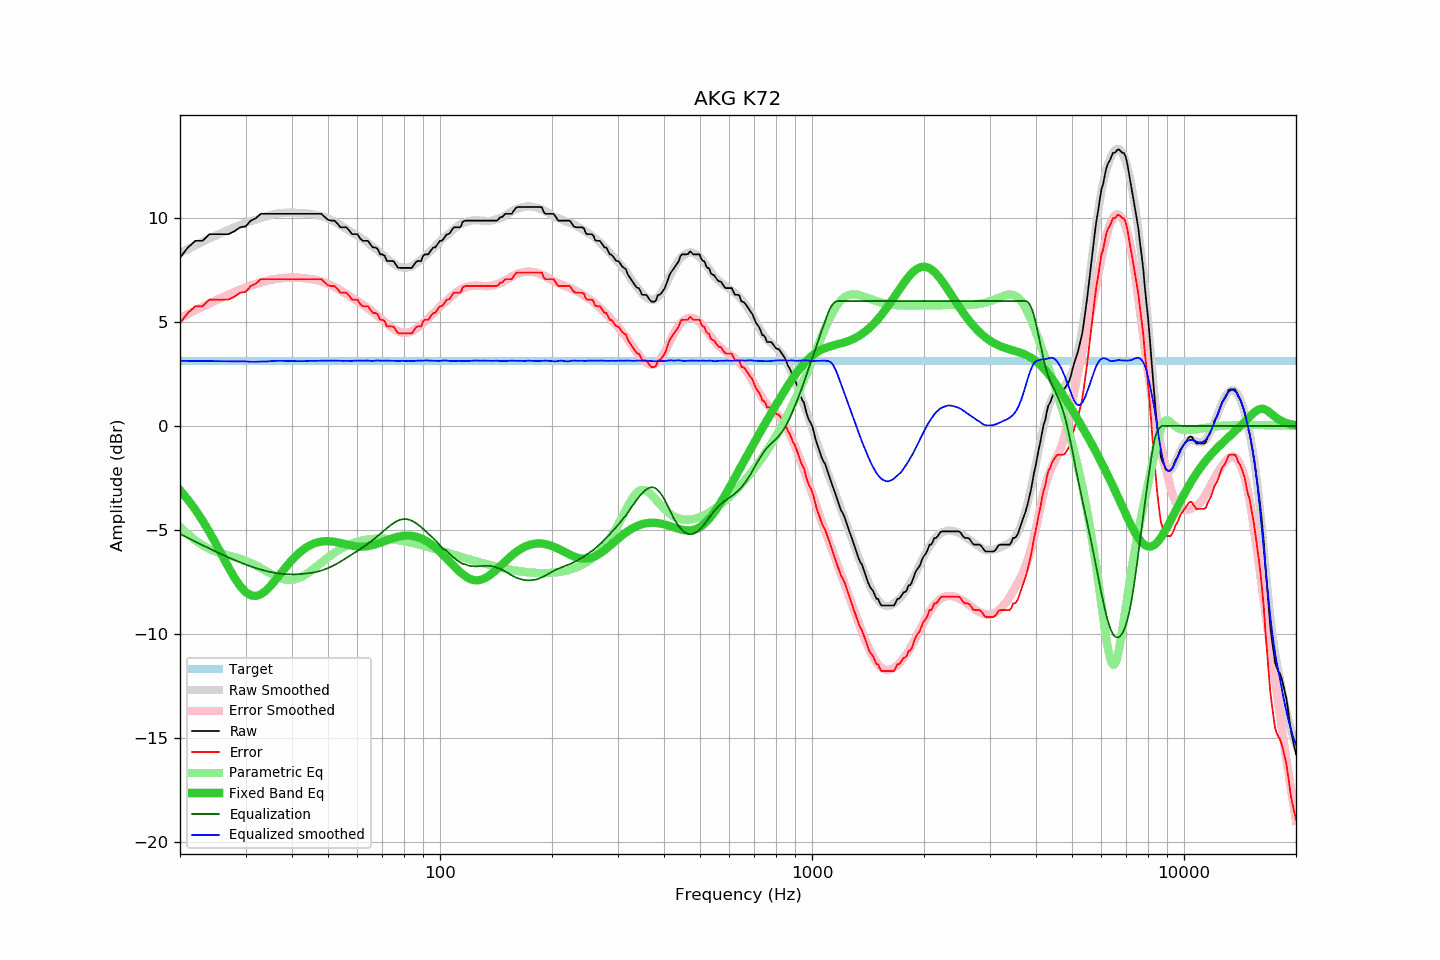 AKG K72
10
5
0
−5
−10
−15
−20
Amplitude (dBr)
100
1000
10000
Frequency (Hz)
Target
Raw Smoothed
Error Smoothed
Raw
Error
Parametric Eq
Fixed Band Eq
Equalization
Equalized smoothed